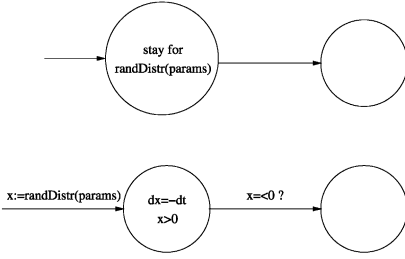 stay for
randDistr(params)
x:=randDistr(params)
dx=-dt
x>0
x=<0 ?